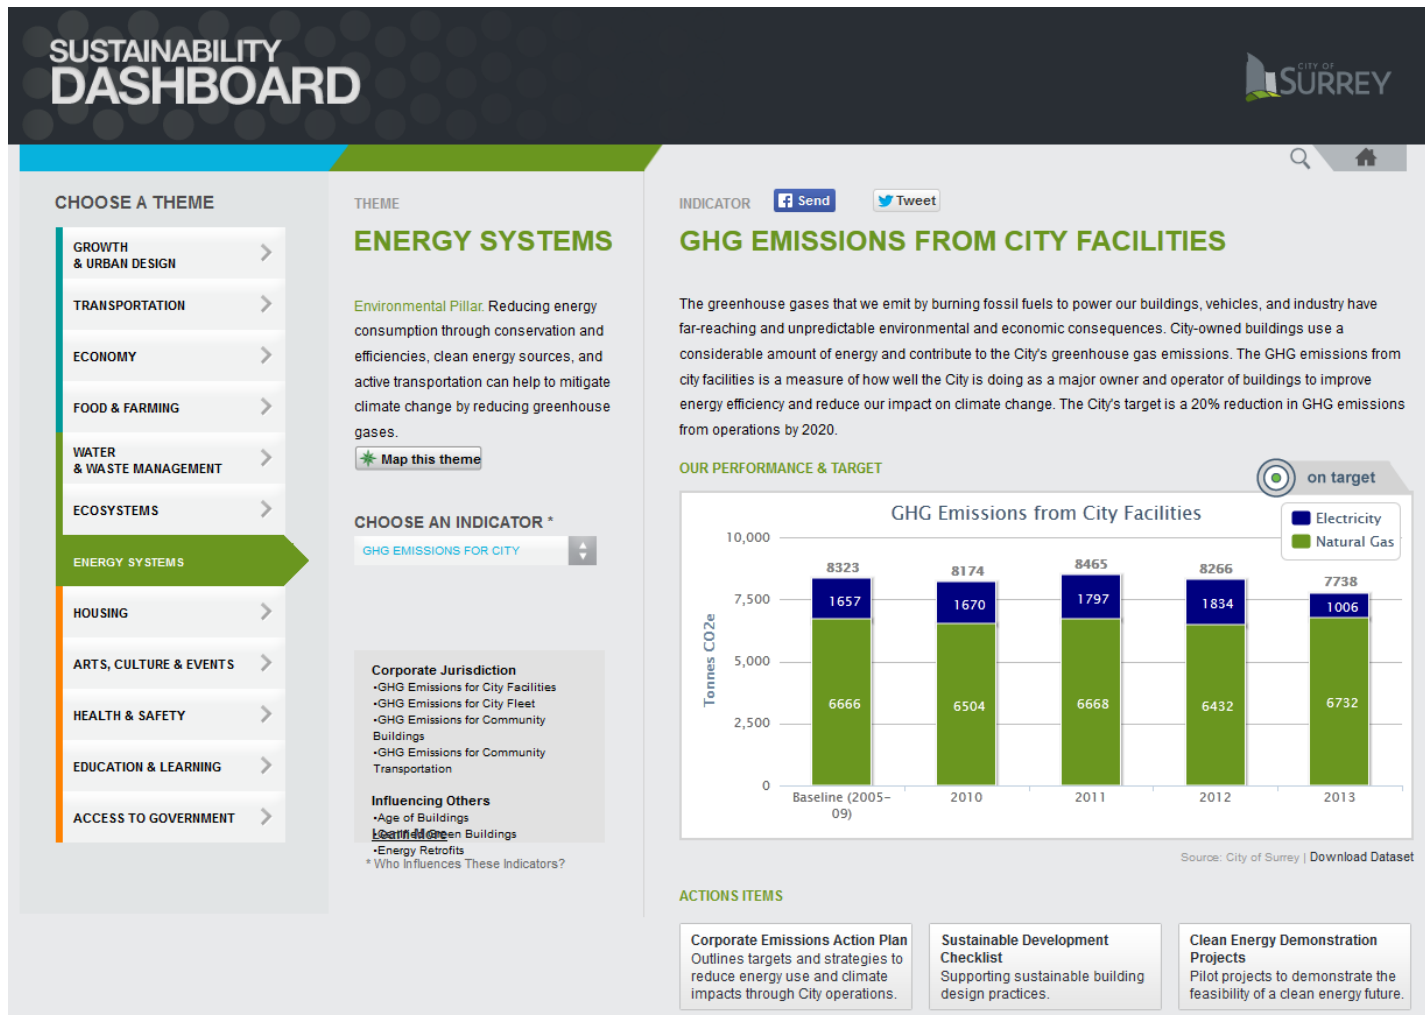 SUSTAINABILITY
DASHBOARD
CITY OF
SURREY
CHOOSE A THEME
GROWTH
& URBAN DESIGN
TRANSPORTATION
ECONOMY
FOOD & FARMING
WATER
& WASTE MANAGEMENT
ECOSYSTEMS
ENERGY SYSTEMS
HOUSING
ARTS, CULTURE & EVENTS
HEALTH & SAFETY
EDUCATION & LEARNING
ACCESS TO GOVERNMENT
THEME
ENERGY SYSTEMS
Environmental Pillar. Reducing energy
consumption through conservation and
efficiencies, clean energy sources, and
active transportation can help to mitigate
climate change by reducing greenhouse
gases.
Map this theme
CHOOSE AN INDICATOR *
GHG EMISSIONS FOR CITY
Corporate Jurisdiction
•GHG Emissions for City Facilities
•GHG Emissions for City Fleet
•GHG Emissions for Community
Buildings
•GHG Emissions for Community
Transportation
Influencing Others
•Age of Buildings
•Certified Green Buildings
Learn More
•Energy Retrofits
* Who Influences These Indicators?
INDICATOR
Send
Tweet
GHG EMISSIONS FROM CITY FACILITIES
The greenhouse gases that we emit by burning fossil fuels to power our buildings, vehicles, and industry have
far-reaching and unpredictable environmental and economic consequences. City-owned buildings use a
considerable amount of energy and contribute to the City's greenhouse gas emissions. The GHG emissions from
city facilities is a measure of how well the City is doing as a major owner and operator of buildings to improve
energy efficiency and reduce our impact on climate change. The City's target is a 20% reduction in GHG emissions
from operations by 2020.
OUR PERFORMANCE & TARGET
on target
GHG Emissions from City Facilities
Electricity
Natural Gas
Tonnes CO2e
10,000
7,500
5,000
2,500
0
8323
8174
8465
8266
7738
1657
1670
1797
1834
1006
6666
6504
6668
6432
6732
Baseline (2005–
09)
2010
2011
2012
2013
Source: City of Surrey | Download Dataset
ACTIONS ITEMS
Corporate Emissions Action Plan
Outlines targets and strategies to
reduce energy use and climate
impacts through City operations.
Sustainable Development
Checklist
Supporting sustainable building
design practices.
Clean Energy Demonstration
Projects
Pilot projects to demonstrate the
feasibility of a clean energy future.